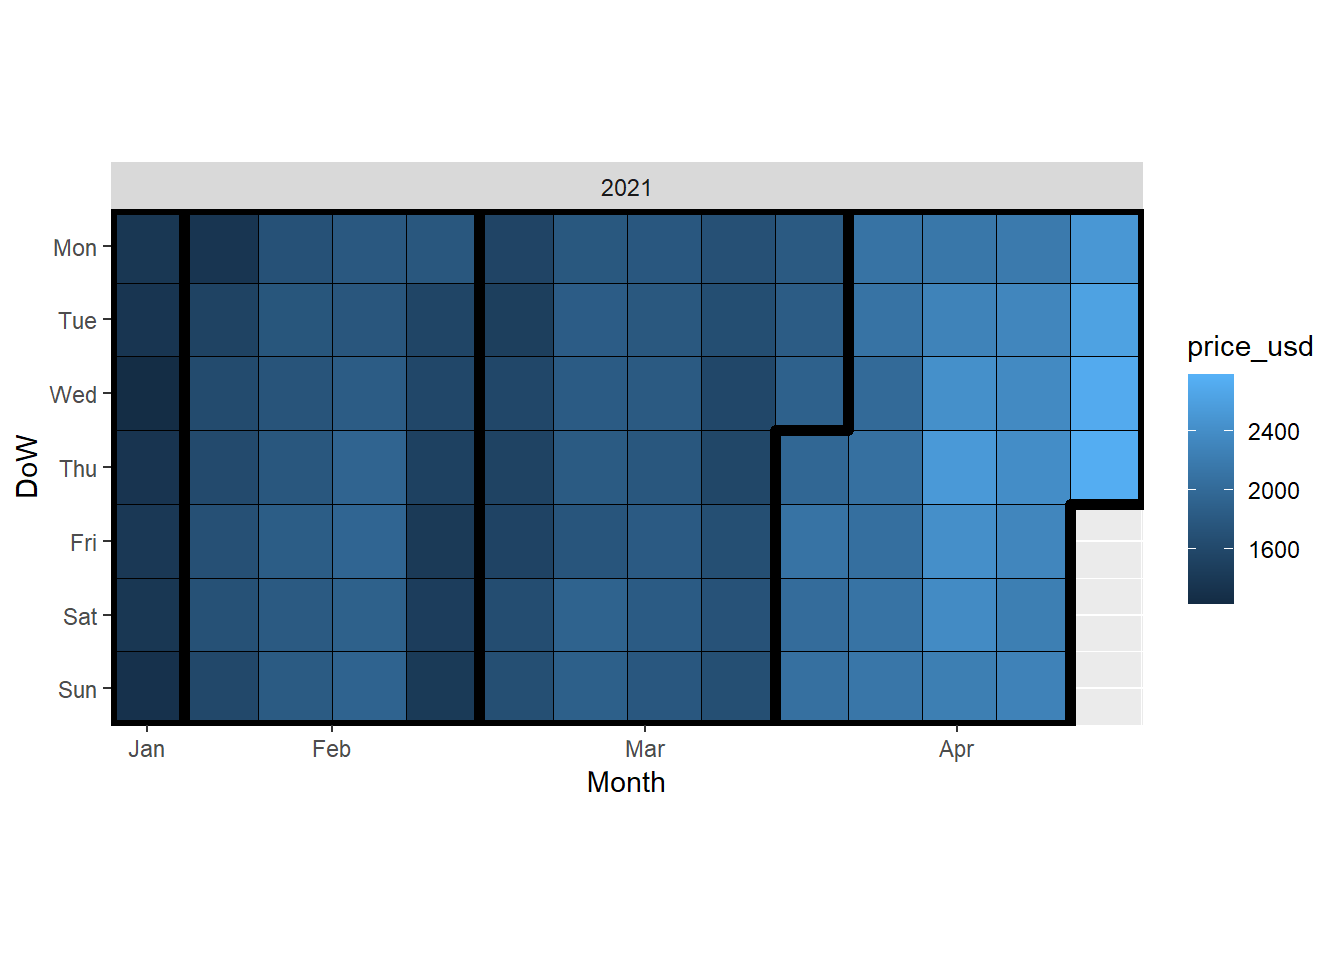 2021
Mon
Tue
Wed
Thu
Fri
Sat
Sun
DoW
Jan Feb Mar Apr
Month
price_usd
2400
2000
1600